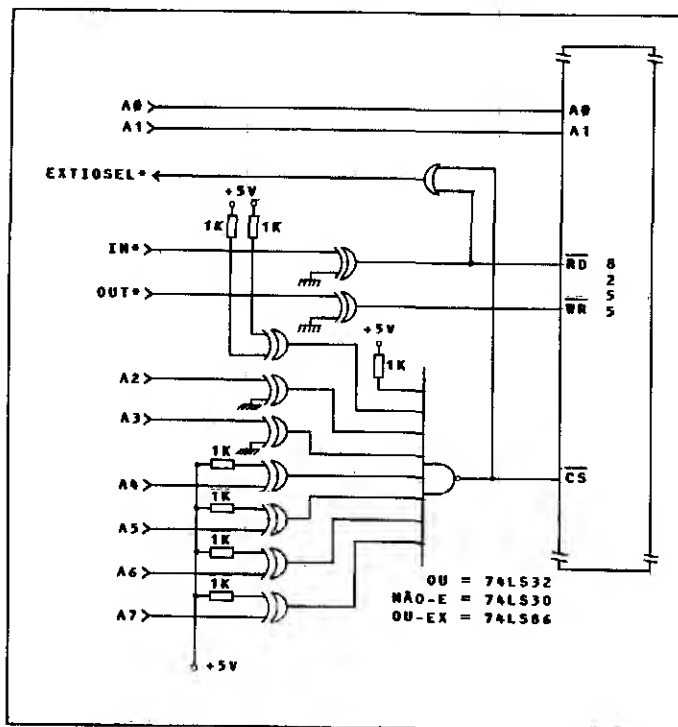 A0 A0
A1 A1
EXTIOSEL*
+5V
1K 1K
IN* RD 8
2
OUT* WR 5
5
+5V
1K
A2
A3
1K
A4 CS
1K
A5
1K
A6
1K
A7
OU = 74LS32
NÃO-E = 74LS30
OU-EX = 74LS86
+5V